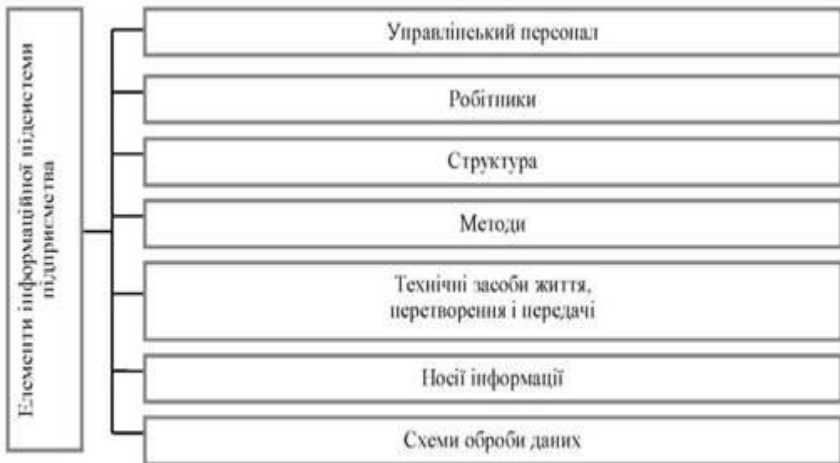 Елементи інформаційної підсистеми
підприємства
Управлінський персонал
Робітники
Структура
Методи
Технічні засоби життя,
перетворення і передачі
Носії інформації
Схеми оброби даних